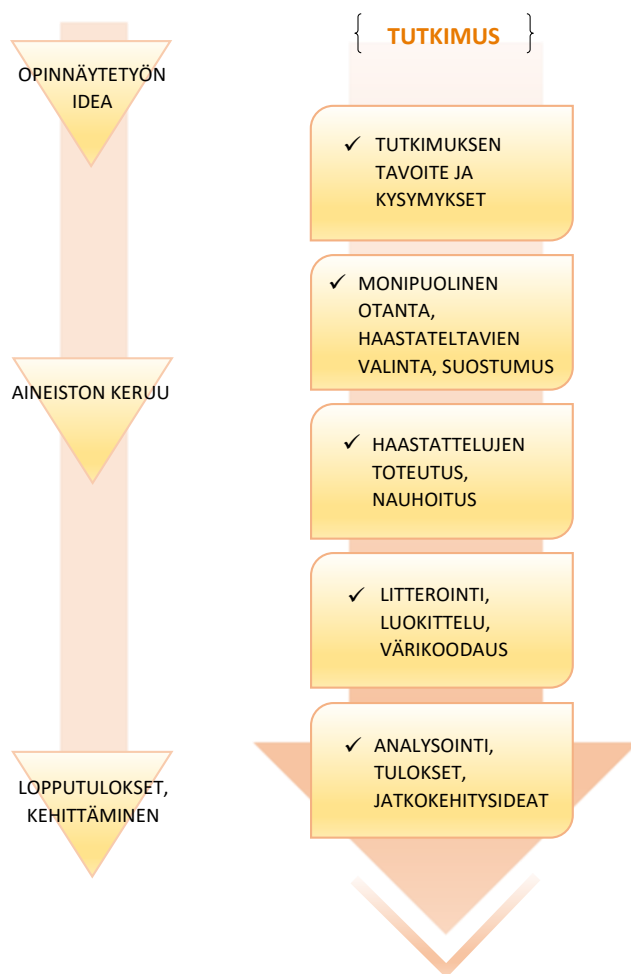 OPINNÄYTETYÖN
IDEA
AINEISTON KERUU
LOPPUTULOKSET,
KEHITTÄMINEN
{ TUTKIMUS }
✓ TUTKIMUKSEN
TAVOITE JA
KYSYMYKSET
✓ MONIPUOLINEN
OTANTA,
HAASTATELTAVIEN
VALINTA, SUOSTUMUS
✓ HAASTATTELUJEN
TOTEUTUS,
NAUHOITUS
✓ LITTEROINTI,
LUOKITTELU,
VÄRIKOODAUS
✓ ANALYSOINTI,
TULOKSET,
JATKOKEHITYSIDEAT